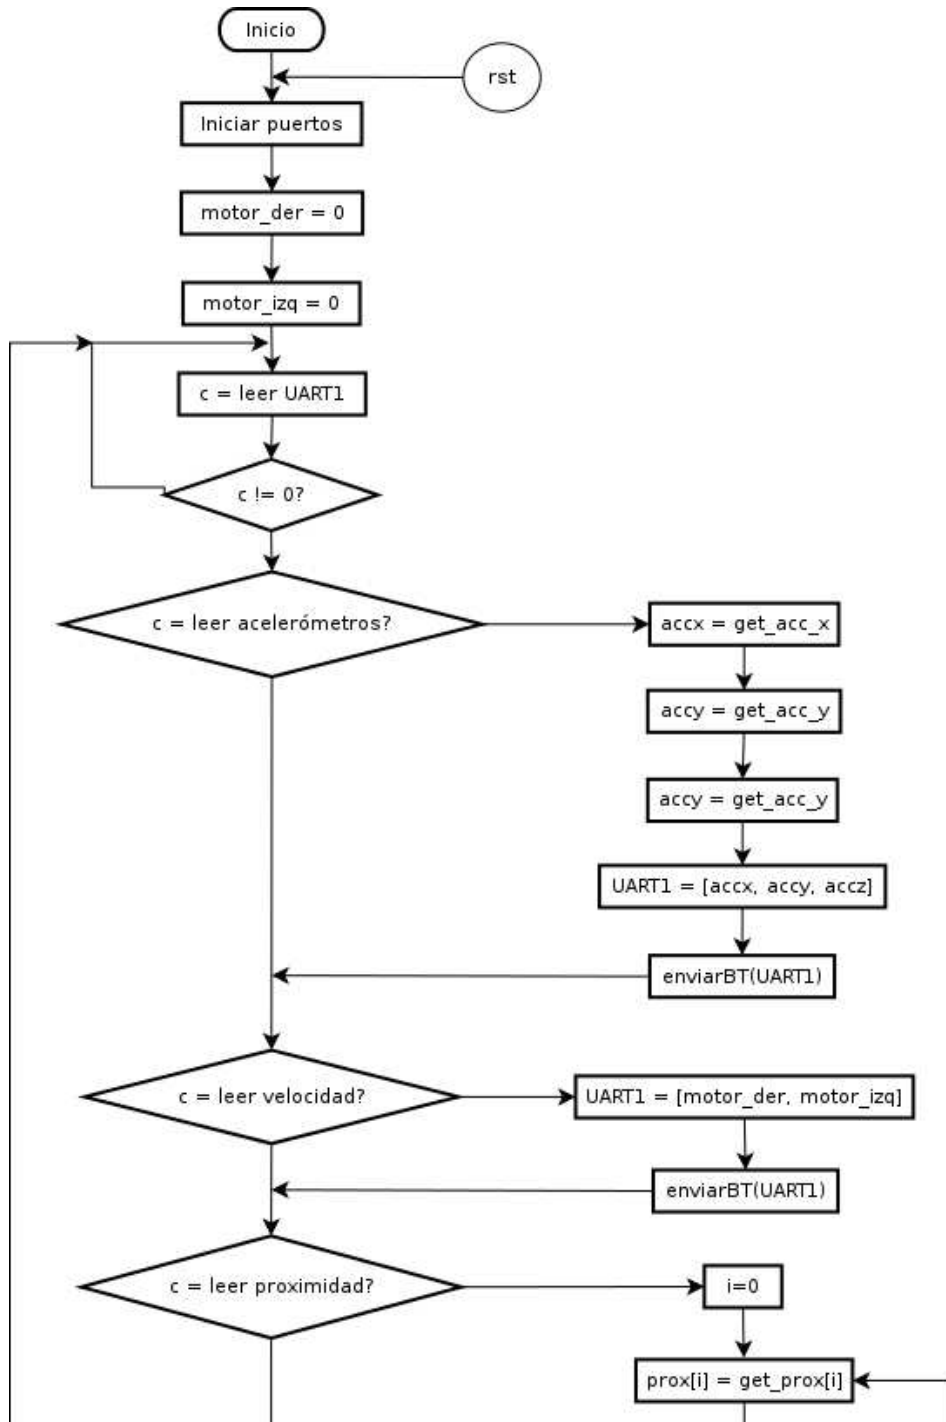 Inicio
rst
Iniciar puertos
motor_der = 0
motor_izq = 0
c = leer UART1
c != 0?
c = leer acelerómetros?
accx = get_acc_x
accy = get_acc_y
accy = get_acc_y
UART1 = [accx, accy, accz]
enviarBT(UART1)
c = leer velocidad?
UART1 = [motor_der, motor_izq]
enviarBT(UART1)
c = leer proximidad?
i=0
prox[i] = get_prox[i]